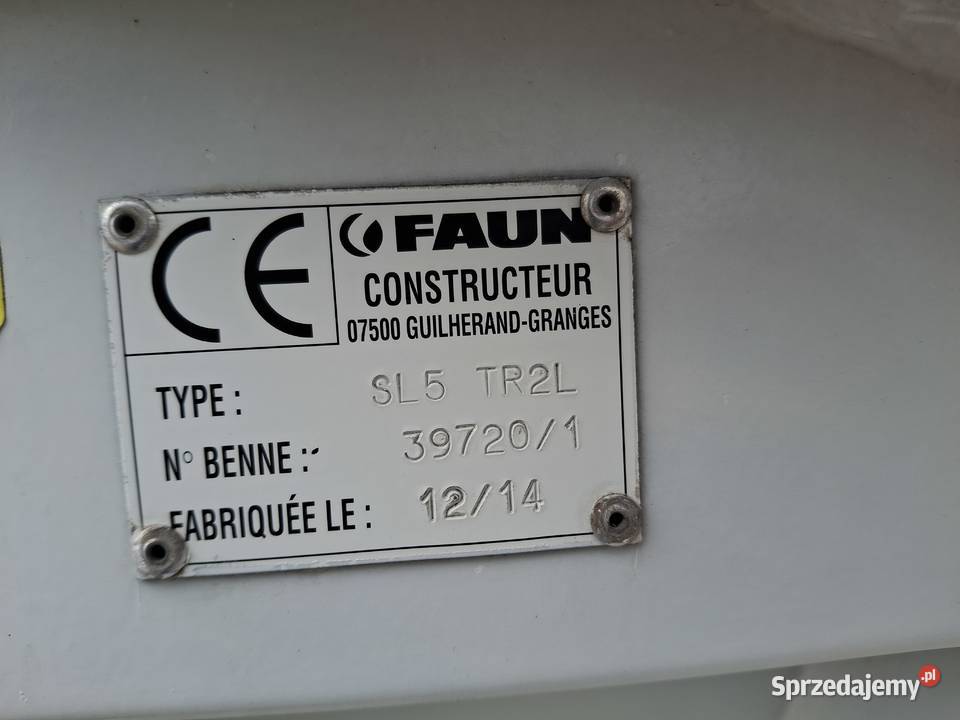 CE
FAUN
CONSTRUCTEUR
07500 GUILHERAND-GRANGES
TYPE : SL5 TR2L
N° BENNE : 39720/1
FABRIQUÉE LE : 12/14
Sprzedajemy.pl